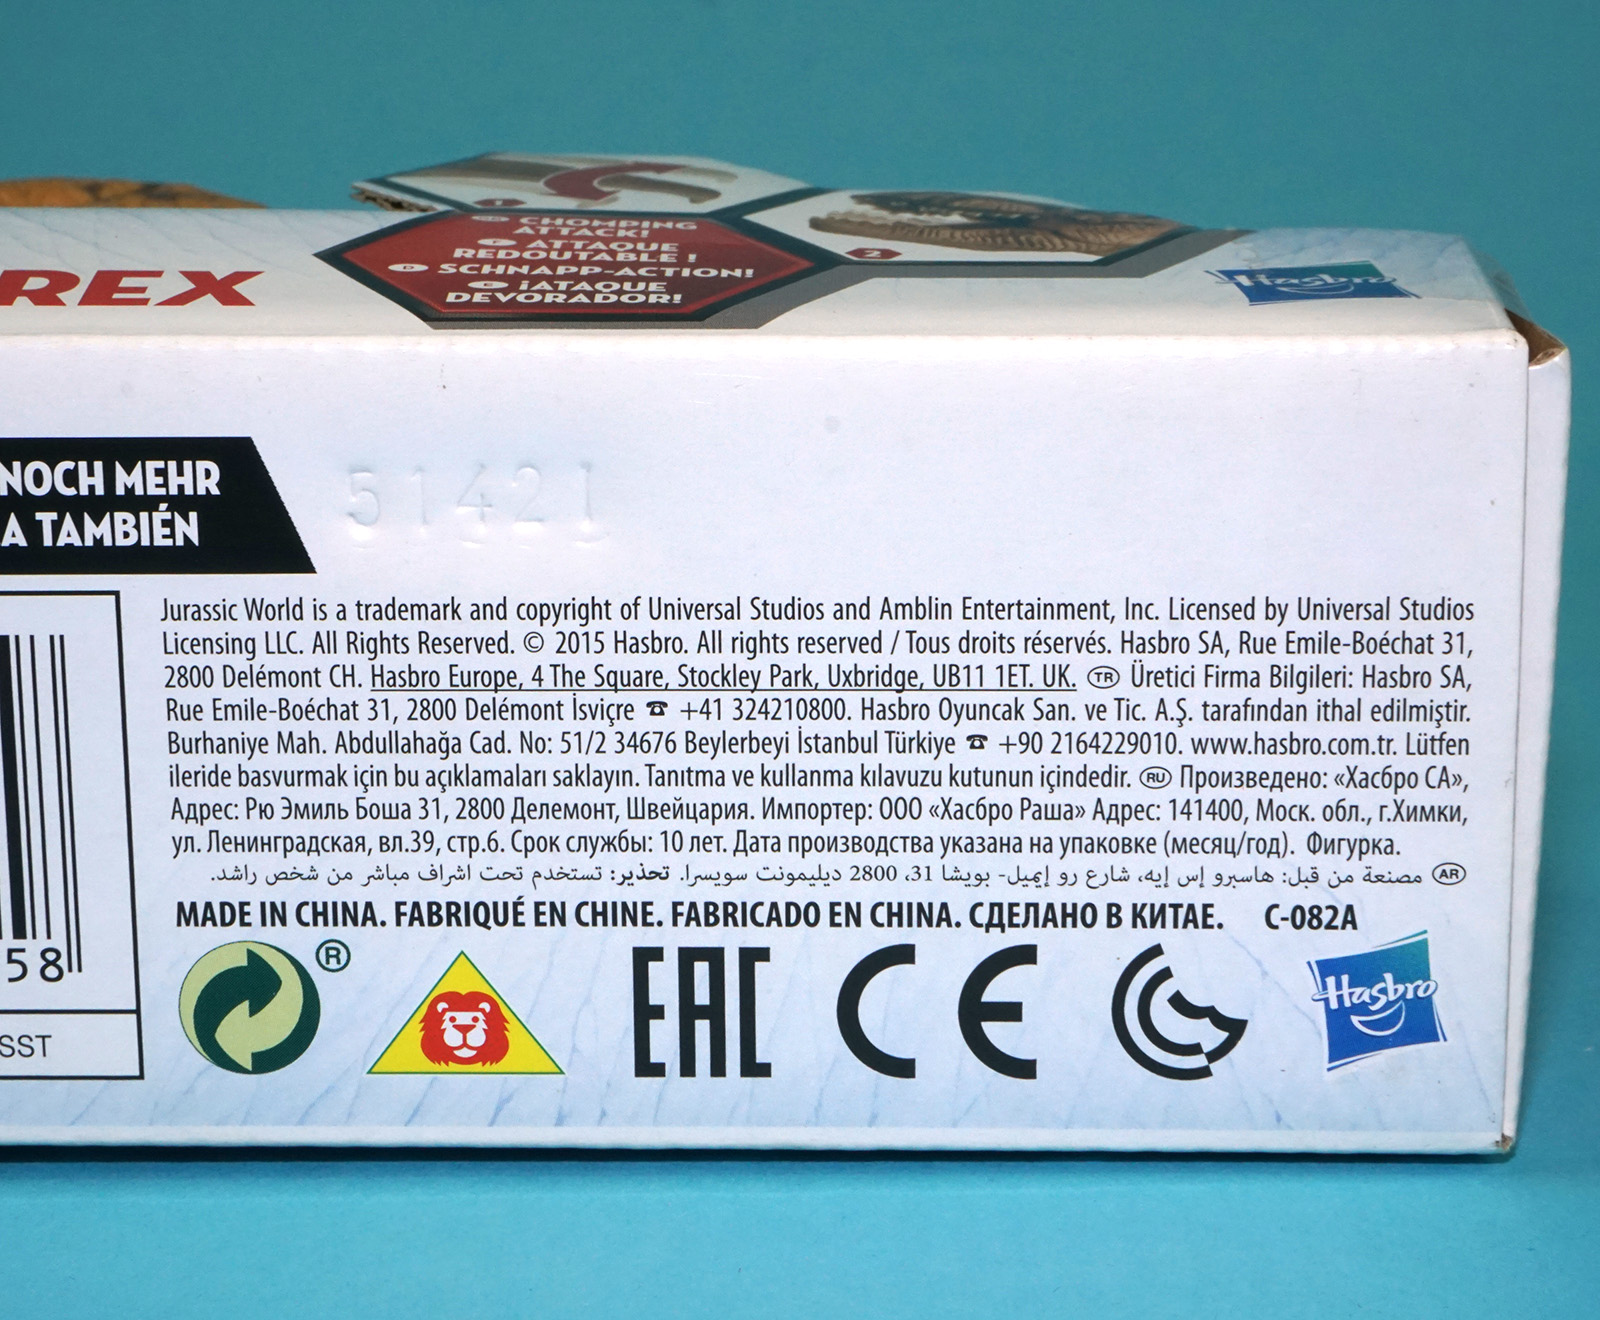 REX
1
GB CHOMPING
ATTACK!
F ATTAQUE
REDOUTABLE !
D SCHNAPP-ACTION!
E ¡ATAQUE
DEVORADOR!
2
Hasbro
NOCH MEHR
A TAMBIÉN
51421
Jurassic World is a trademark and copyright of Universal Studios and Amblin Entertainment, Inc. Licensed by Universal Studios
Licensing LLC. All Rights Reserved. © 2015 Hasbro. All rights reserved / Tous droits réservés. Hasbro SA, Rue Emile-Boéchat 31,
2800 Delémont CH. Hasbro Europe, 4 The Square, Stockley Park, Uxbridge, UB11 1ET. UK. TR Üretici Firma Bilgileri: Hasbro SA,
Rue Emile-Boéchat 31, 2800 Delémont İsviçre ☎ +41 324210800. Hasbro Oyuncak San. ve Tic. A.Ş. tarafından ithal edilmiştir.
Burhaniye Mah. Abdullahağa Cad. No: 51/2 34676 Beylerbeyi İstanbul Türkiye ☎ +90 2164229010. www.hasbro.com.tr. Lütfen
ileride basvurmak için bu açıklamaları saklayın. Tanıtma ve kullanma kılavuzu kutunun içindedir. RU Произведено: «Хасбро СА»,
Адрес: Рю Эмиль Боша 31, 2800 Делемонт, Швейцария. Импортер: ООО «Хасбро Раша» Адрес: 141400, Моск. обл., г.Химки,
ул. Ленинградская, вл.39, стр.6. Срок службы: 10 лет. Дата производства указана на упаковке (месяц/год). Фигурка.
AR مصنعة من قبل: هاسبرو إس إيه، شارع رو إيميل- بويشا 31، 2800 ديليمونت سويسرا. تحذير: تستخدم تحت اشراف مباشر من شخص راشد.
MADE IN CHINA. FABRIQUÉ EN CHINE. FABRICADO EN CHINA. СДЕЛАНО В КИТАЕ. C-082A
58
SST
® EAC CE Hasbro